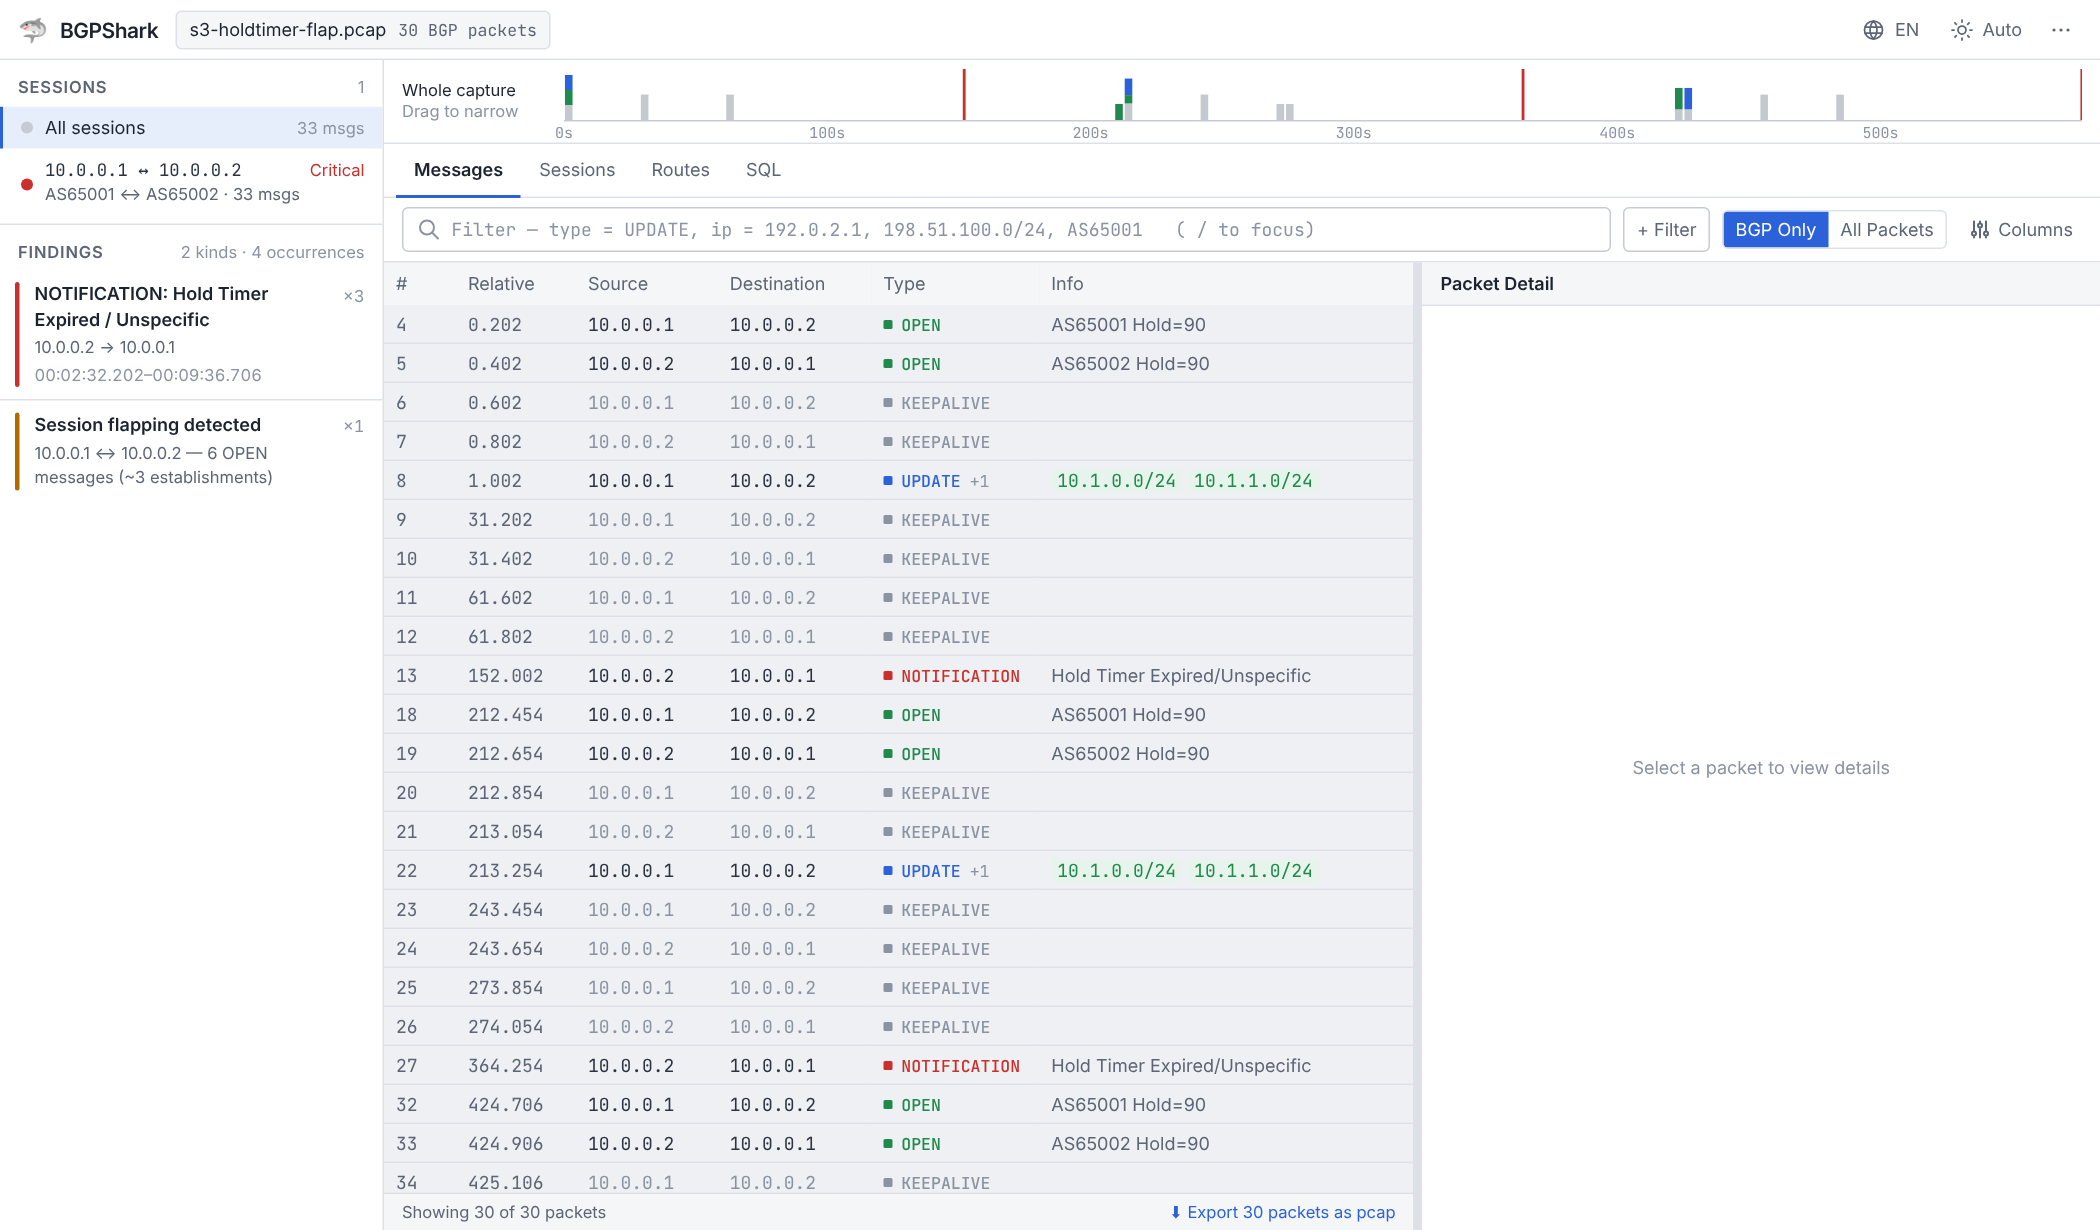 BGPShark
s3-holdtimer-flap.pcap 30 BGP packets
EN
Auto
SESSIONS 1
All sessions 33 msgs
10.0.0.1 ↔ 10.0.0.2 Critical
AS65001 ↔ AS65002 · 33 msgs
FINDINGS 2 kinds · 4 occurrences
NOTIFICATION: Hold Timer ×3
Expired / Unspecific
10.0.0.2 → 10.0.0.1
00:02:32.202–00:09:36.706
Session flapping detected ×1
10.0.0.1 ↔ 10.0.0.2 — 6 OPEN
messages (~3 establishments)
Whole capture
Drag to narrow
0s 100s 200s 300s 400s 500s
Messages Sessions Routes SQL
Filter — type = UPDATE, ip = 192.0.2.1, 198.51.100.0/24, AS65001 ( / to focus)
+ Filter
BGP Only All Packets
Columns
# Relative Source Destination Type Info
4 0.202 10.0.0.1 10.0.0.2 OPEN AS65001 Hold=90
5 0.402 10.0.0.2 10.0.0.1 OPEN AS65002 Hold=90
6 0.602 10.0.0.1 10.0.0.2 KEEPALIVE
7 0.802 10.0.0.2 10.0.0.1 KEEPALIVE
8 1.002 10.0.0.1 10.0.0.2 UPDATE +1 10.1.0.0/24 10.1.1.0/24
9 31.202 10.0.0.1 10.0.0.2 KEEPALIVE
10 31.402 10.0.0.2 10.0.0.1 KEEPALIVE
11 61.602 10.0.0.1 10.0.0.2 KEEPALIVE
12 61.802 10.0.0.2 10.0.0.1 KEEPALIVE
13 152.002 10.0.0.2 10.0.0.1 NOTIFICATION Hold Timer Expired/Unspecific
18 212.454 10.0.0.1 10.0.0.2 OPEN AS65001 Hold=90
19 212.654 10.0.0.2 10.0.0.1 OPEN AS65002 Hold=90
20 212.854 10.0.0.1 10.0.0.2 KEEPALIVE
21 213.054 10.0.0.2 10.0.0.1 KEEPALIVE
22 213.254 10.0.0.1 10.0.0.2 UPDATE +1 10.1.0.0/24 10.1.1.0/24
23 243.454 10.0.0.1 10.0.0.2 KEEPALIVE
24 243.654 10.0.0.2 10.0.0.1 KEEPALIVE
25 273.854 10.0.0.1 10.0.0.2 KEEPALIVE
26 274.054 10.0.0.2 10.0.0.1 KEEPALIVE
27 364.254 10.0.0.2 10.0.0.1 NOTIFICATION Hold Timer Expired/Unspecific
32 424.706 10.0.0.1 10.0.0.2 OPEN AS65001 Hold=90
33 424.906 10.0.0.2 10.0.0.1 OPEN AS65002 Hold=90
34 425.106 10.0.0.1 10.0.0.2 KEEPALIVE
Showing 30 of 30 packets
⬇ Export 30 packets as pcap
Packet Detail
Select a packet to view details